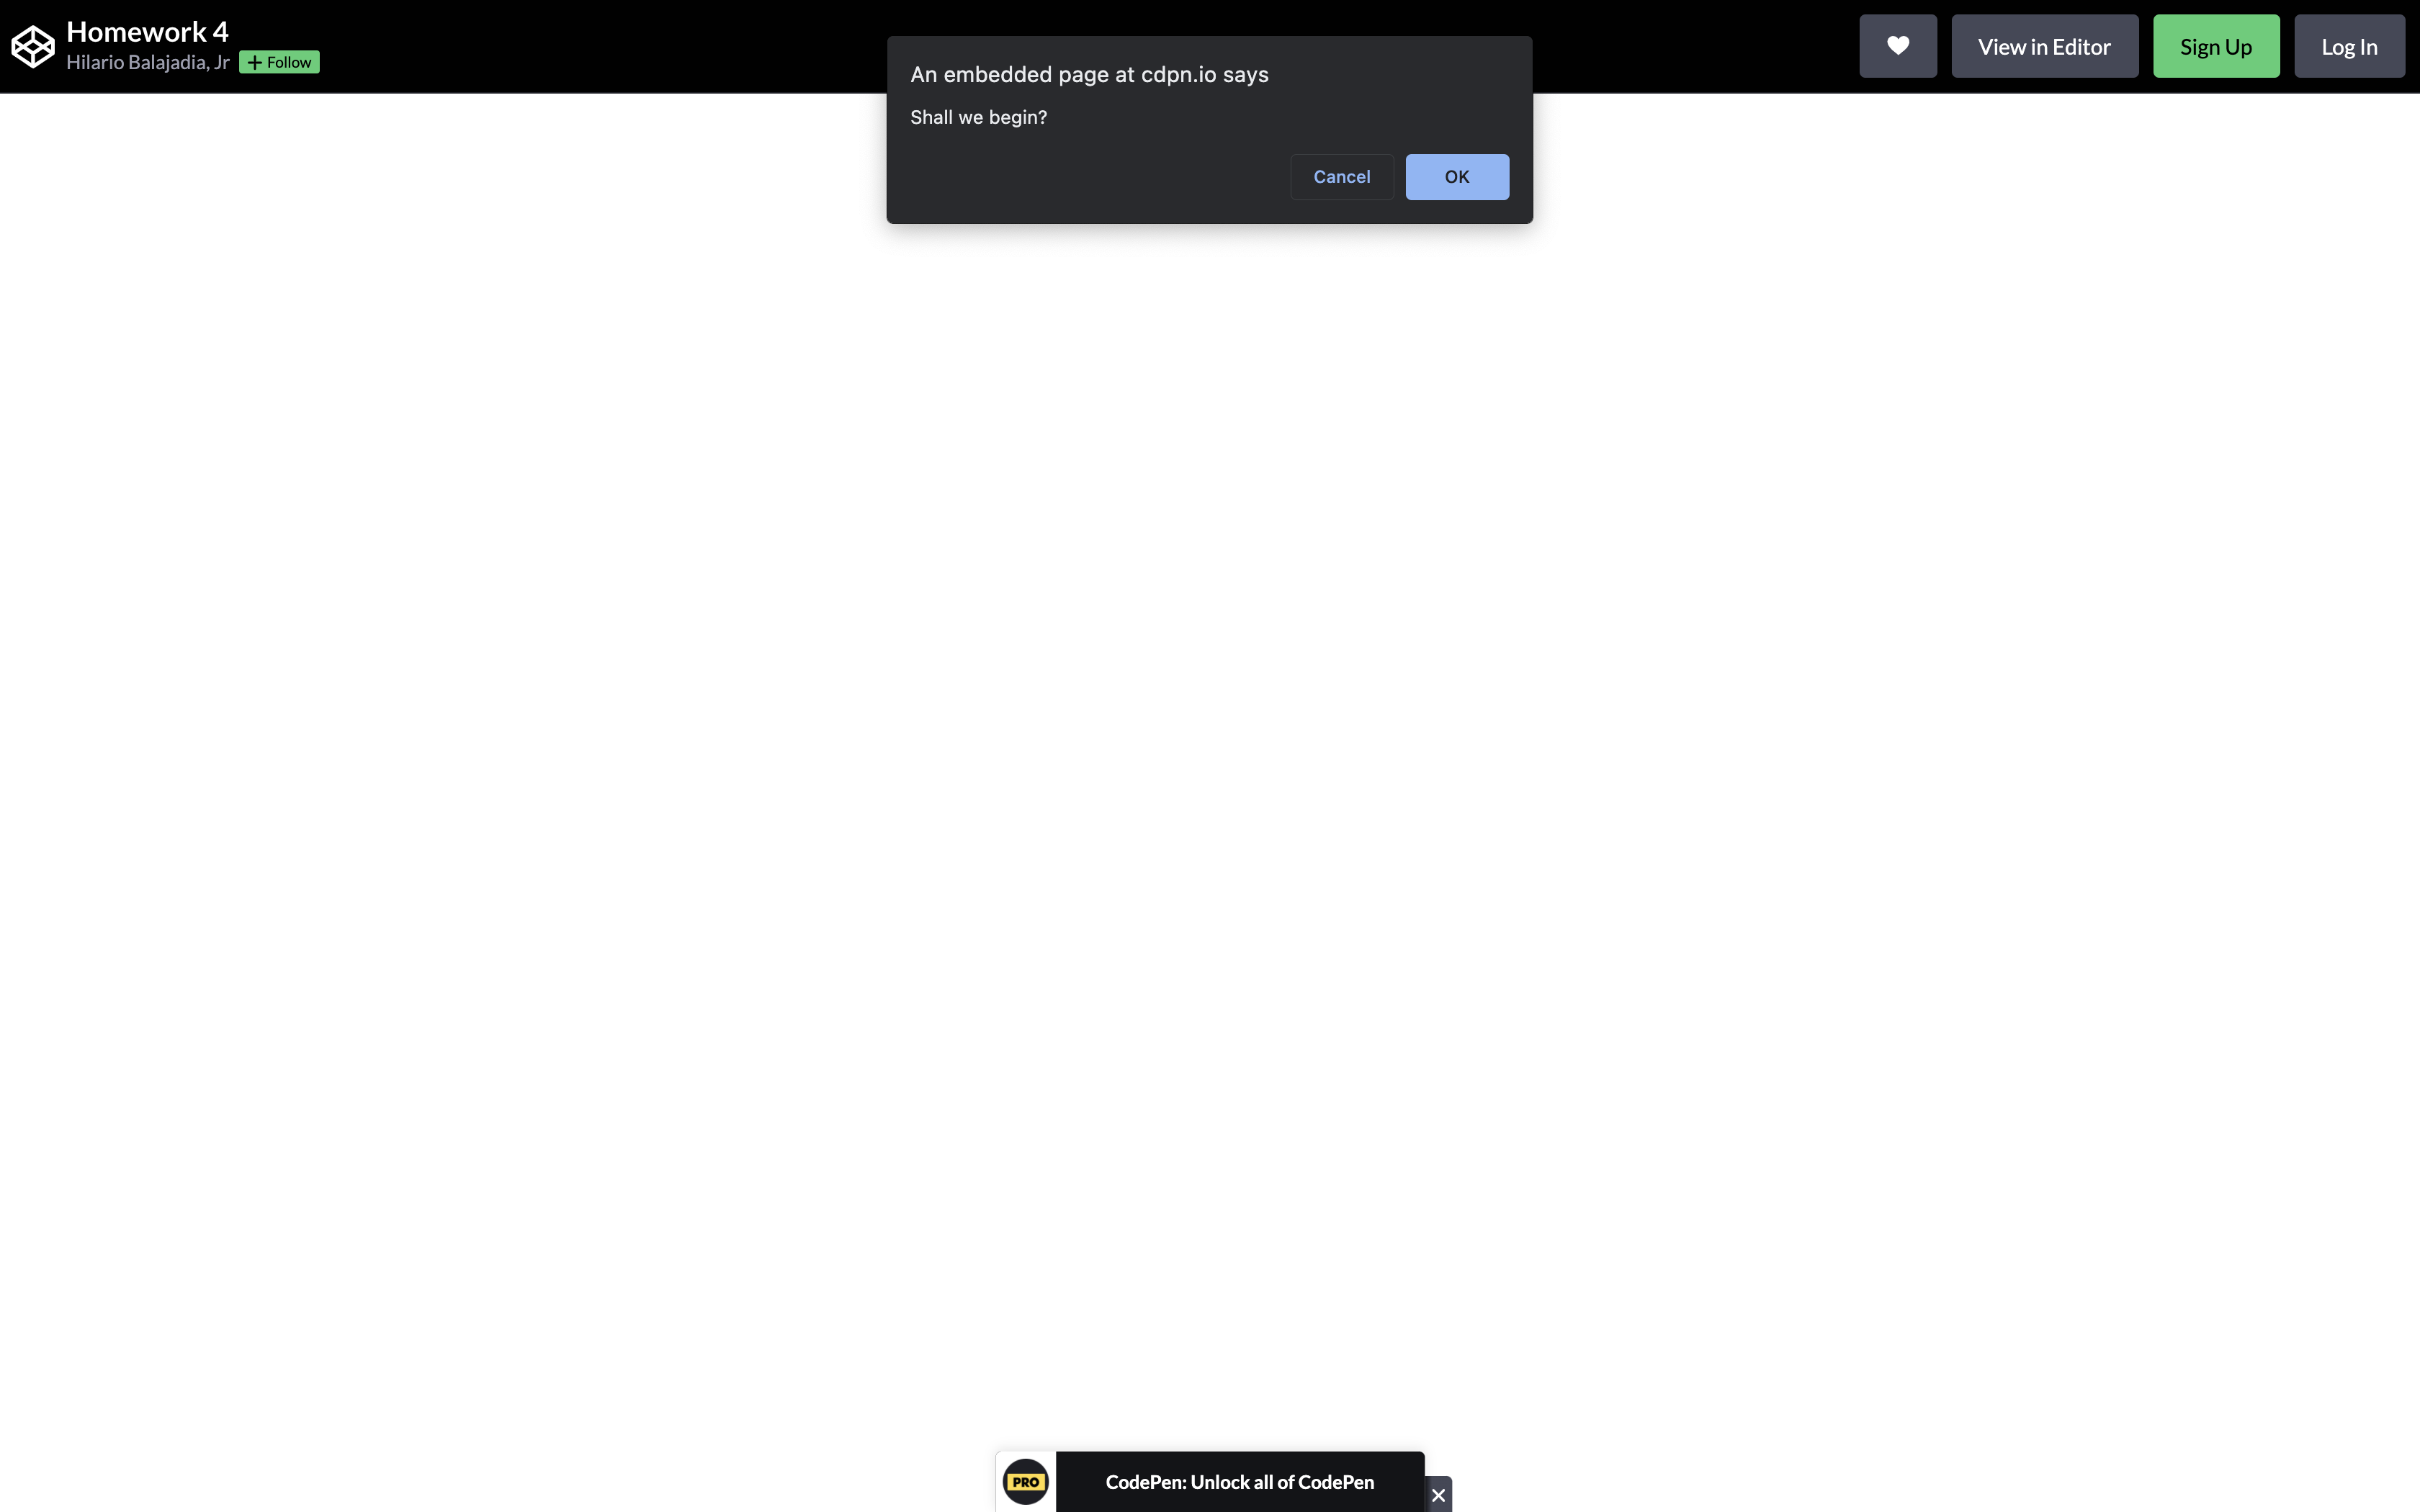 Homework 4
Hilario Balajadia, Jr + Follow
An embedded page at cdpn.io says
Shall we begin?
Cancel OK
View in Editor
Sign Up
Log In
PRO CodePen: Unlock all of CodePen